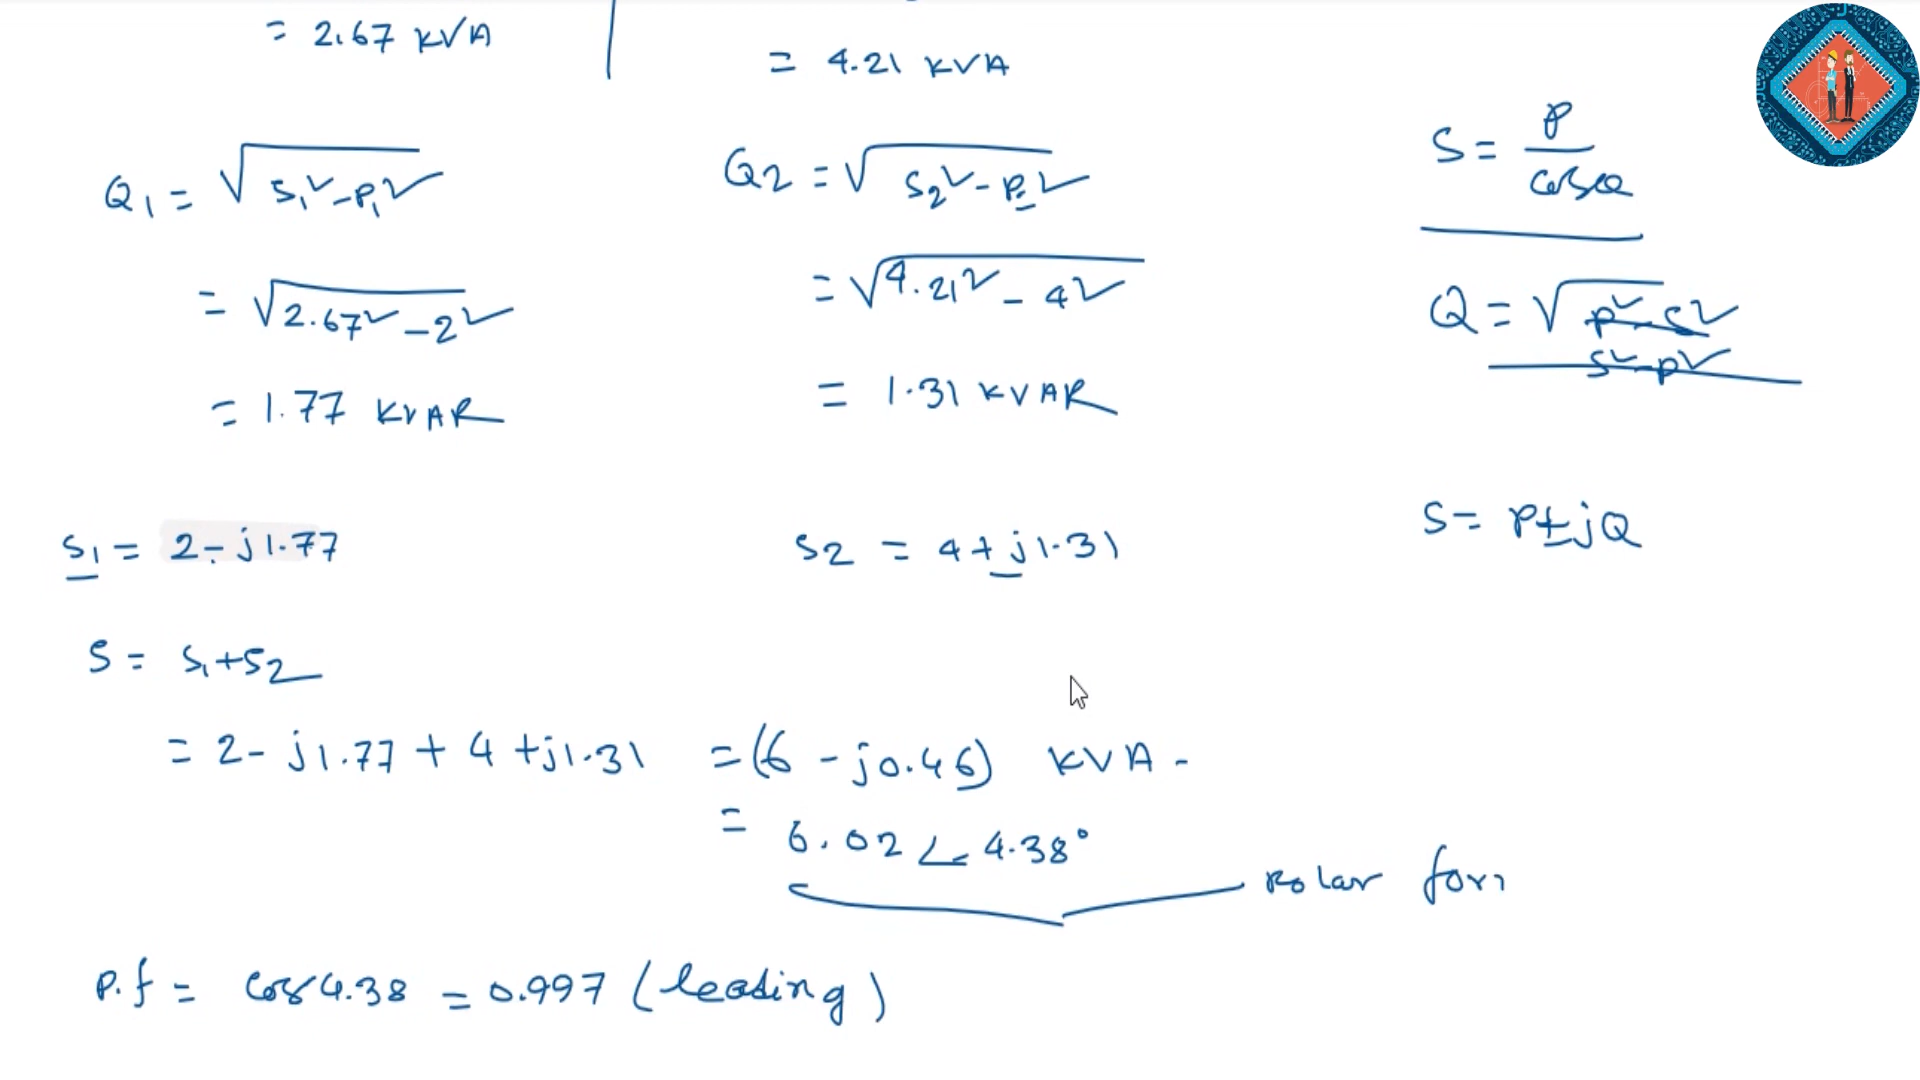 = 2.67 KVA
= 4.21 KVA
Q1 = √S1²-P1²
= √2.67²-2²
= 1.77 KVAR
Q2 = √S2²-P2²
= √4.21²-4²
= 1.31 KVAR
S = P/cosθ
Q = √P²-S²
S²-P²
S1 = 2-j1.77
S2 = 4+j1.31
S = P±jQ
S = S1+S2
= 2-j1.77+4+j1.31 = (6-j0.46) KVA-
= 6.02∠-4.38°
Polar form
P.f = cos4.38 = 0.997 (leading)